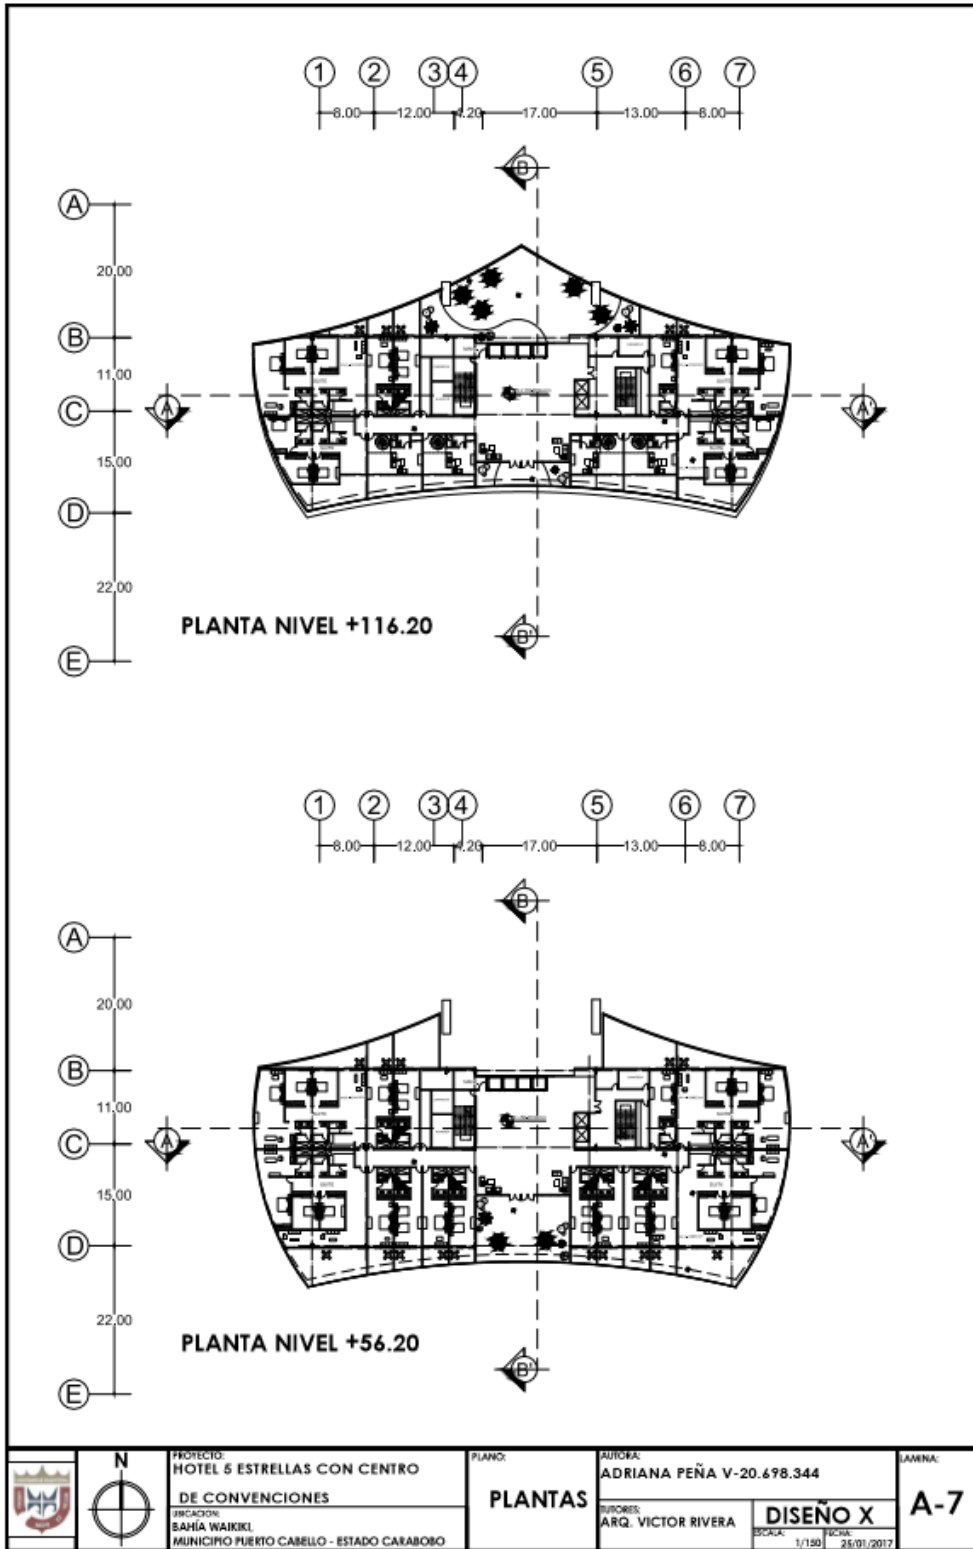 1 2 3 4 5 6 7
8.00 12.00 4.20 17.00 13.00 8.00
B
A
20.00
B
11.00
A C A'
15.00
D
22.00
PLANTA NIVEL +116.20 B'
E
1 2 3 4 5 6 7
8.00 12.00 4.20 17.00 13.00 8.00
B
A
20.00
B
11.00
A C A'
15.00
SUITE
D
22.00
PLANTA NIVEL +56.20
B'
E
N
PROYECTO:
HOTEL 5 ESTRELLAS CON CENTRO
DE CONVENCIONES
UBICACIÓN:
BAHÍA WAIKIKI,
MUNICIPIO PUERTO CABELLO - ESTADO CARABOBO
PLANO:
PLANTAS
AUTORA:
ADRIANA PEÑA V-20.698.344
TUTORES:
ARQ. VICTOR RIVERA
DISEÑO X
ESCALA:
1/150
FECHA:
25/01/2017
LAMINA:
A-7